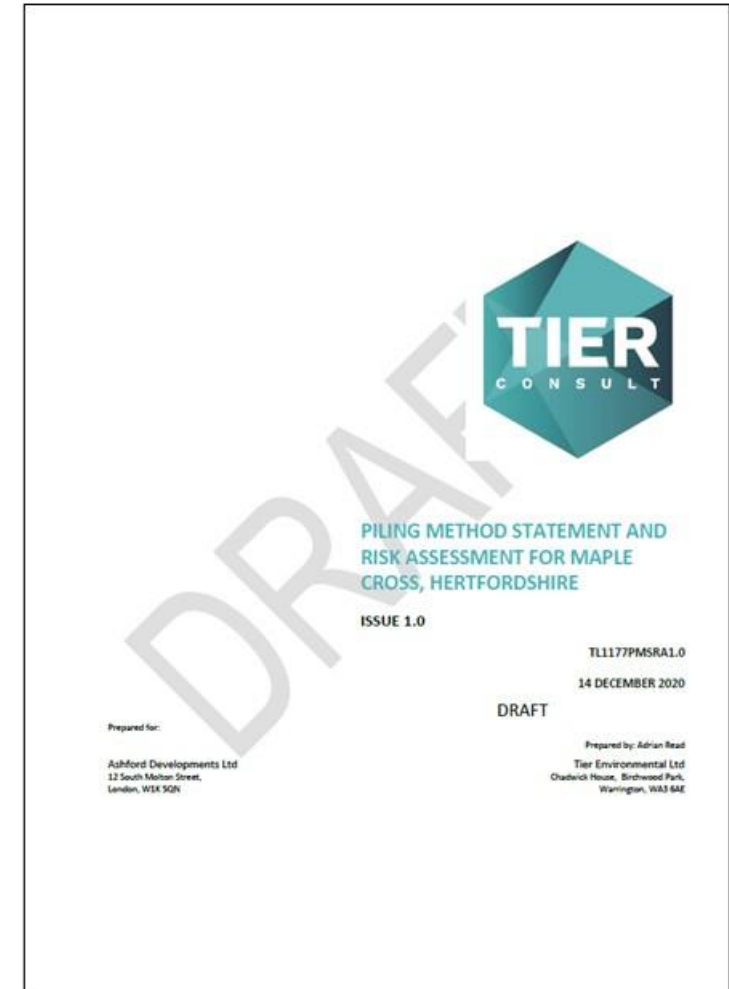 DRAFT
TIER
CONSULT
PILING METHOD STATEMENT AND
RISK ASSESSMENT FOR MAPLE
CROSS, HERTFORDSHIRE
ISSUE 1.0
TL1177PMSRA1.0
14 DECEMBER 2020
DRAFT
Prepared for:
Ashford Developments Ltd
12 South Molton Street,
London, W1K 5QN
Prepared by: Adrian Read
Tier Environmental Ltd
Chadwick House, Birchwood Park,
Warrington, WA3 6AE